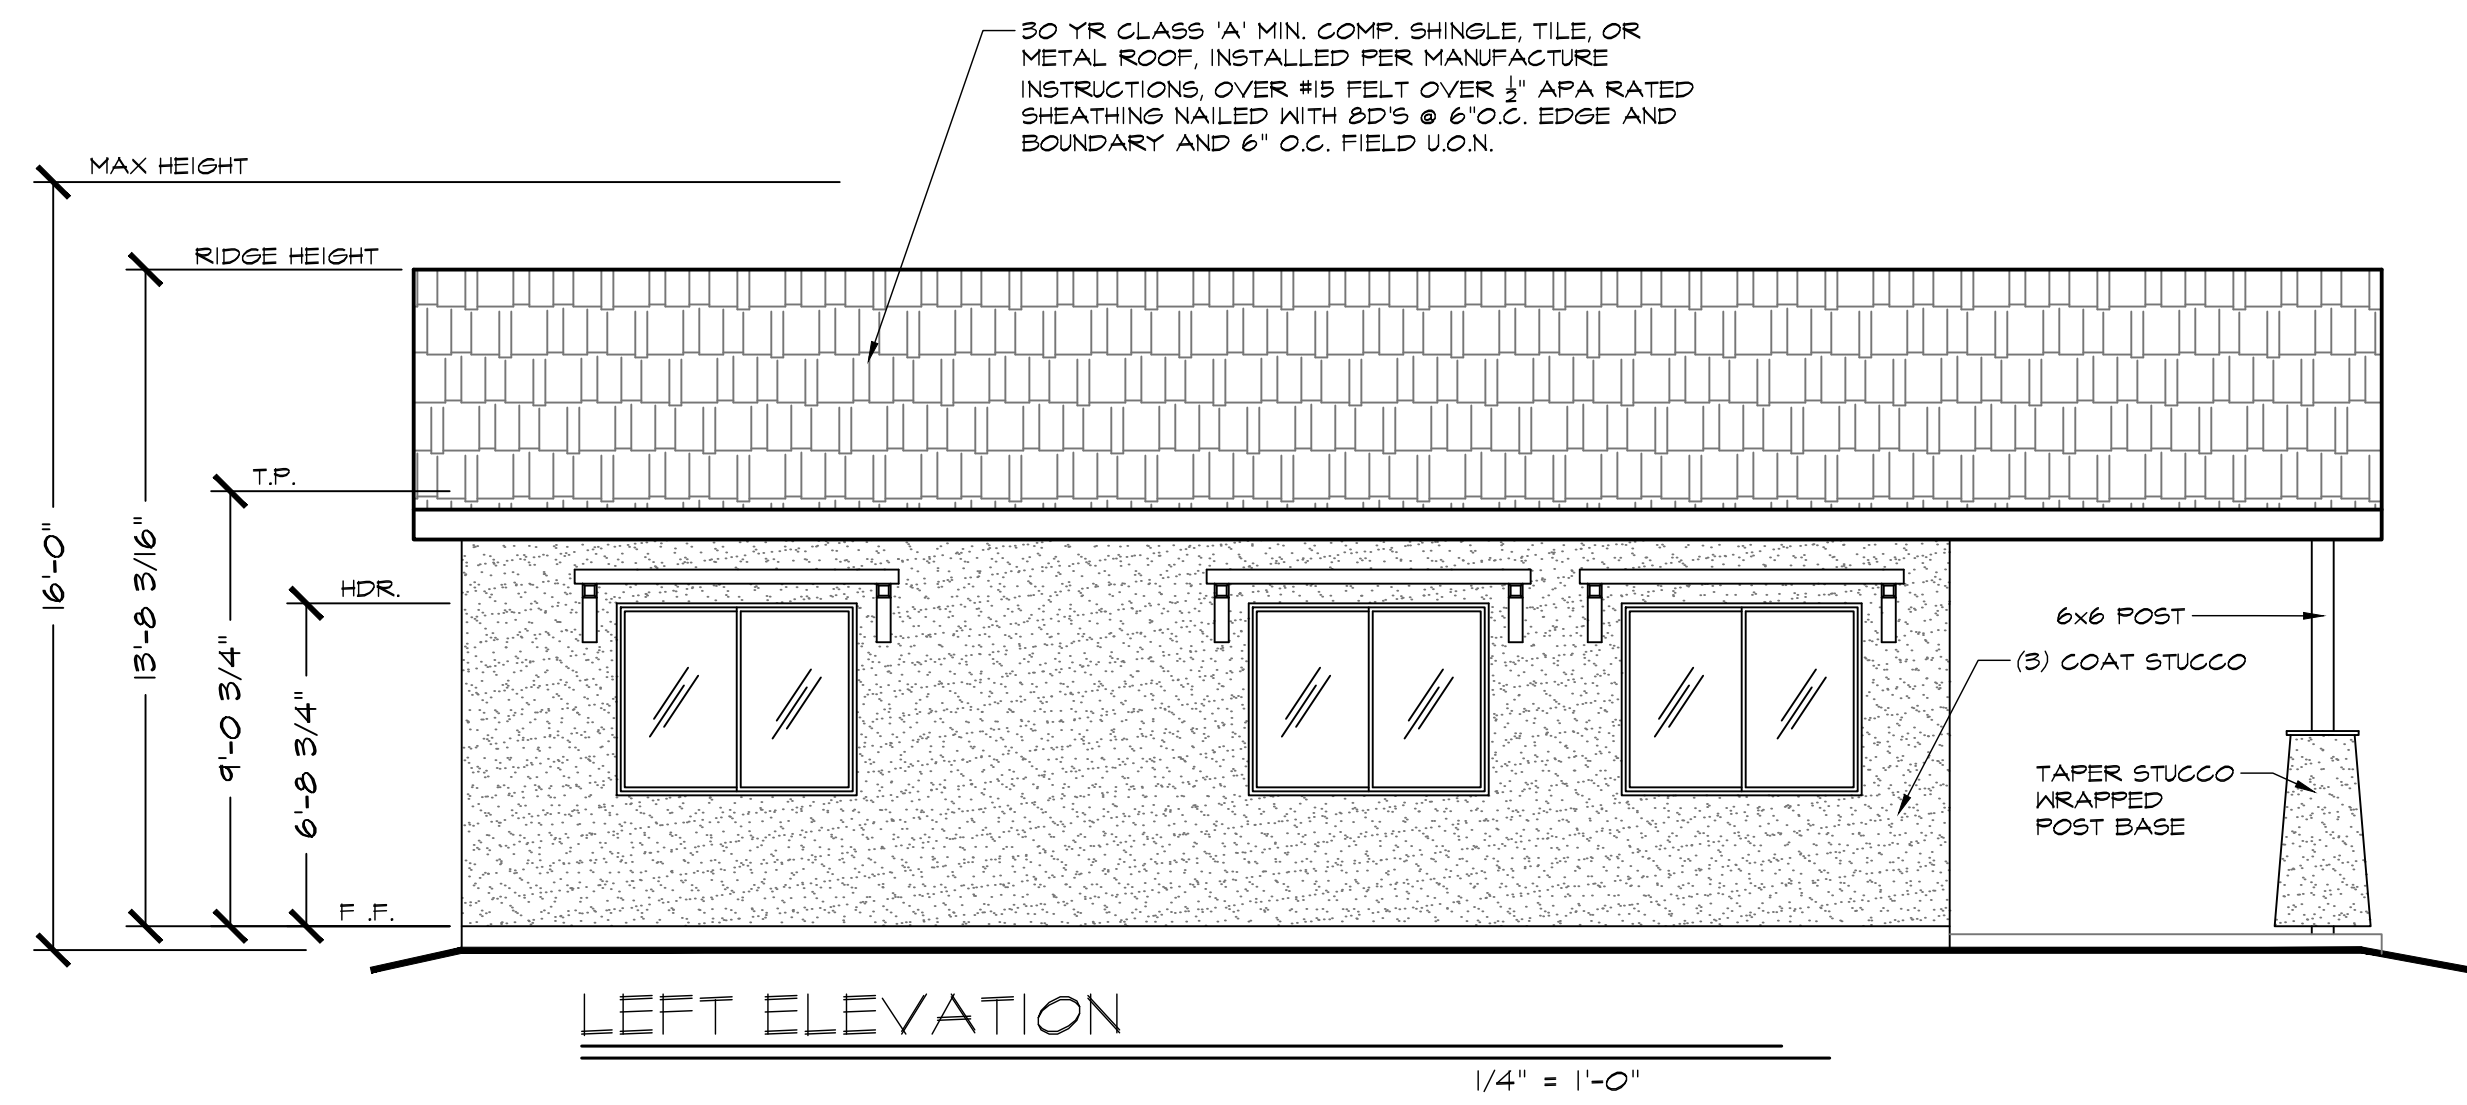 30 YR CLASS 'A' MIN. COMP. SHINGLE, TILE, OR
METAL ROOF, INSTALLED PER MANUFACTURE
INSTRUCTIONS, OVER #15 FELT OVER ½" APA RATED
SHEATHING NAILED WITH 8D'S @ 6"O.C. EDGE AND
BOUNDARY AND 6" O.C. FIELD U.O.N.
MAX HEIGHT
RIDGE HEIGHT
T.P.
HDR.
F .F.
16'-0"
13'-8 3/16"
9'-0 3/4"
6'-8 3/4"
6x6 POST
(3) COAT STUCCO
TAPER STUCCO
WRAPPED
POST BASE
LEFT ELEVATION
1/4" = 1'-0"